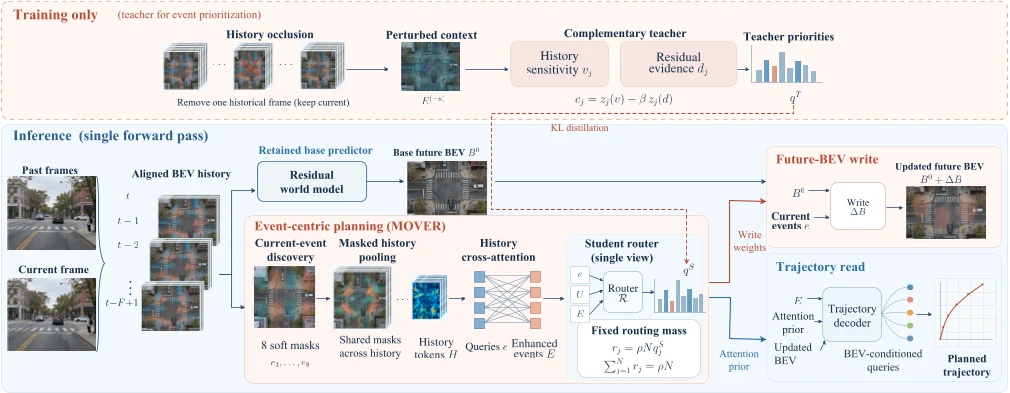 Training only (teacher for event prioritization)
History occlusion
Remove one historical frame (keep current)
Perturbed context
E^{(−κ)}
Complementary teacher
History
sensitivity v_j
Residual
evidence d_j
c_j = z_j(v) − β z_j(d)
Teacher priorities
q^T
KL distillation
Inference (single forward pass)
Past frames
Current frame
Aligned BEV history
t
t − 1
t − 2
⋮
t−F+1
Retained base predictor
Residual
world model
Base future BEV B^0
Event-centric planning (MOVER)
Current-event
discovery
8 soft masks
e_1, . . . , e_8
Masked history
pooling
Shared masks
across history
History
tokens H
History
cross-attention
Queries e
Enhanced
events E
Student router
(single view)
e
U
E
Router
R
q^S
Fixed routing mass
r_j = ρN q_j^S
∑_{j=1}^N r_j = ρN
Write
weights
Attention
prior
Future-BEV write
B^0
Current
events e
Write
ΔB
Updated future BEV
B^0 + ΔB
Trajectory read
E
Attention
prior
Updated
BEV
Trajectory
decoder
BEV-conditioned
queries
Planned
trajectory